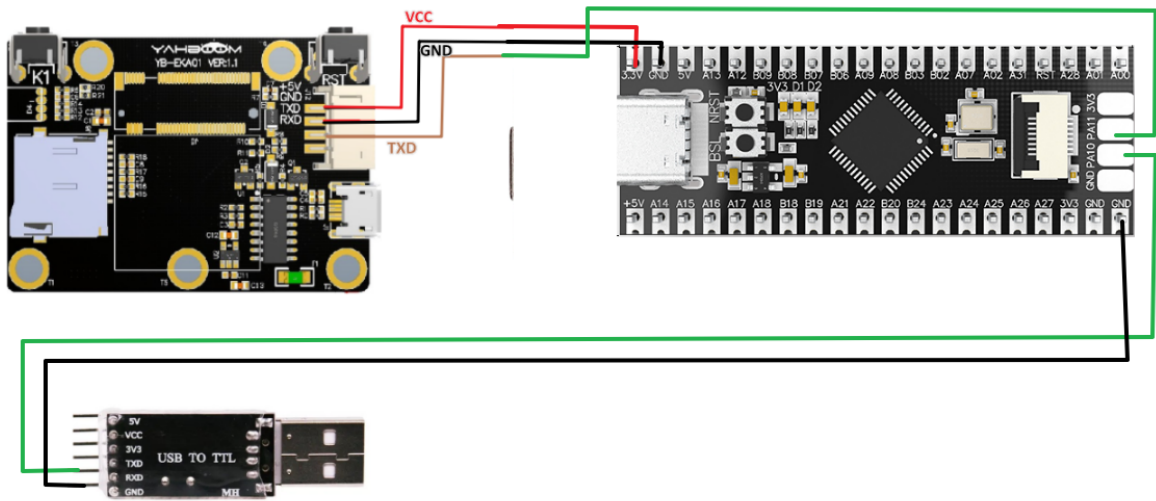 VCC
GND
TXD
YAHBOOM
YB-EKA01 VER:1.1
K1
RST
+5V
GND
TXD
RXD
3.3V GND 5V A13 A12 B09 B08 B07 B06 A09 A08 B03 B02 A07 A02 A31 RST A28 A01 A00
3V3 D1 D2
NRST
BSL
3V3
PA11
PA10
GND
+5V A14 A15 A16 A17 A18 B18 B19 A21 A22 B20 B24 A23 A24 A25 A26 A27 3V3 GND GND
5V
VCC
3V3
TXD
RXD
GND
USB TO TTL
MH